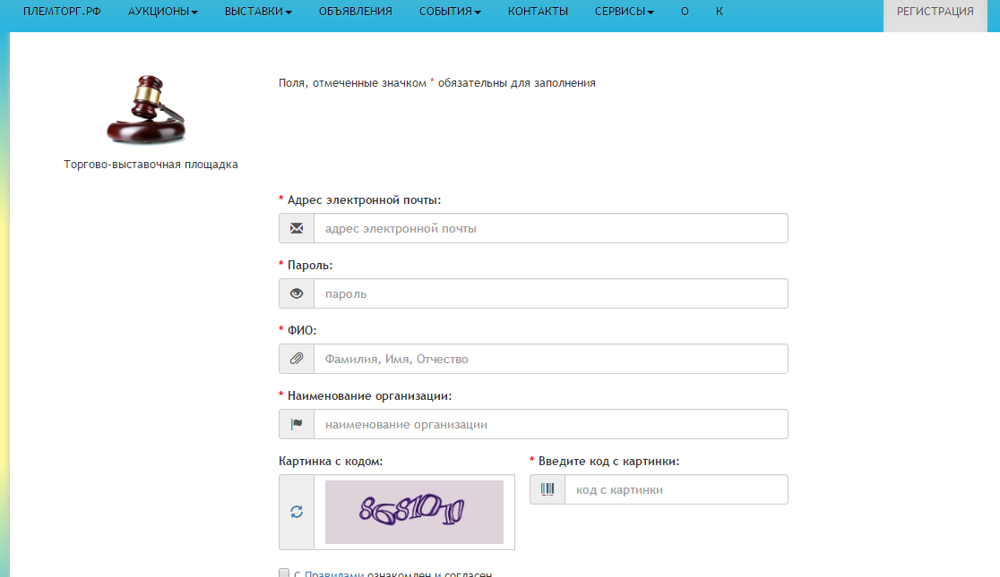 ПЛЕМТОРГ.РФ АУКЦИОНЫ ВЫСТАВКИ ОБЪЯВЛЕНИЯ СОБЫТИЯ КОНТАКТЫ СЕРВИСЫ О К РЕГИСТРАЦИЯ
Поля, отмеченные значком * обязательны для заполнения
Торгово-выставочная площадка
* Адрес электронной почты:
адрес электронной почты
* Пароль:
пароль
* ФИО:
Фамилия, Имя, Отчество
* Наименование организации:
наименование организации
Картинка с кодом: * Введите код с картинки:
код с картинки
С Правилами ознакомлен и согласен